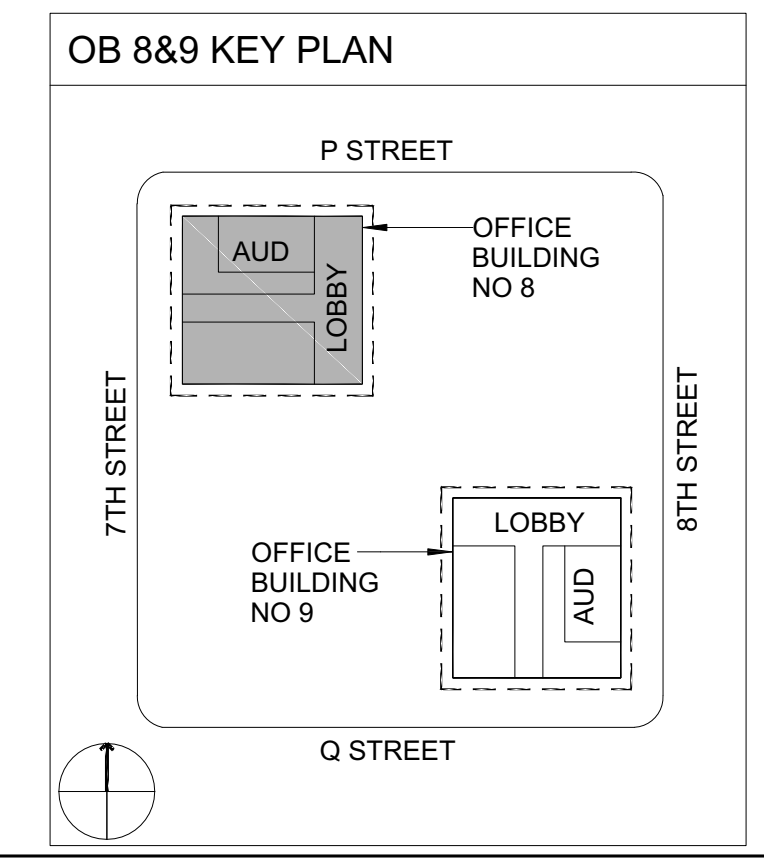 OB 8&9 KEY PLAN
P STREET
AUD
LOBBY
OFFICE
BUILDING
NO 8
7TH STREET
8TH STREET
LOBBY
AUD
OFFICE
BUILDING
NO 9
Q STREET